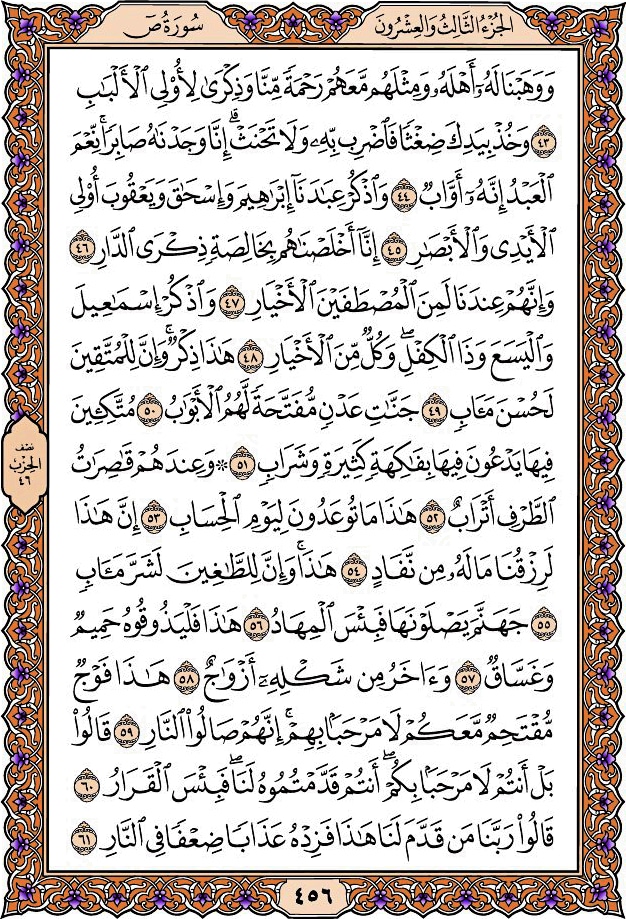 الجزء الثالث والعشرون
سورة ص
وَوَهَبْنَا لَهُۥٓ أَهْلَهُۥ وَمِثْلَهُم مَّعَهُمْ رَحْمَةً مِّنَّا وَذِكْرَىٰ لِأُو۟لِى ٱلْأَلْبَٰبِ
٤٣ وَخُذْ بِيَدِكَ ضِغْثًا فَٱضْرِب بِّهِۦ وَلَا تَحْنَثْ ۗ إِنَّا وَجَدْنَٰهُ صَابِرًا ۚ نِّعْمَ
ٱلْعَبْدُ إِنَّهُۥٓ أَوَّابٌ ٤٤ وَٱذْكُرْ عِبَٰدَنَآ إِبْرَٰهِيمَ وَإِسْحَٰقَ وَيَعْقُوبَ أُو۟لِى
ٱلْأَيْدِى وَٱلْأَبْصَٰرِ ٤٥ إِنَّآ أَخْلَصْنَٰهُم بِخَالِصَةٍ ذِكْرَى ٱلدَّارِ ٤٦
وَإِنَّهُمْ عِندَنَا لَمِنَ ٱلْمُصْطَفَيْنَ ٱلْأَخْيَارِ ٤٧ وَٱذْكُرْ إِسْمَٰعِيلَ
وَٱلْيَسَعَ وَذَا ٱلْكِفْلِ ۖ وَكُلٌّ مِّنَ ٱلْأَخْيَارِ ٤٨ هَٰذَا ذِكْرٌ ۚ وَإِنَّ لِلْمُتَّقِينَ
لَحُسْنَ مَـَٔابٍ ٤٩ جَنَّٰتِ عَدْنٍ مُّفَتَّحَةً لَّهُمُ ٱلْأَبْوَٰبُ ٥٠ مُتَّكِـِٔينَ
فِيهَا يَدْعُونَ فِيهَا بِفَٰكِهَةٍ كَثِيرَةٍ وَشَرَابٍ ٥١ ۞ وَعِندَهُمْ قَٰصِرَٰتُ
ٱلطَّرْفِ أَتْرَابٌ ٥٢ هَٰذَا مَا تُوعَدُونَ لِيَوْمِ ٱلْحِسَابِ ٥٣ إِنَّ هَٰذَا
لَرِزْقُنَا مَا لَهُۥ مِن نَّفَادٍ ٥٤ هَٰذَا ۚ وَإِنَّ لِلطَّٰغِينَ لَشَرَّ مَـَٔابٍ
٥٥ جَهَنَّمَ يَصْلَوْنَهَا فَبِئْسَ ٱلْمِهَادُ ٥٦ هَٰذَا فَلْيَذُوقُوهُ حَمِيمٌ
وَغَسَّاقٌ ٥٧ وَءَاخَرُ مِن شَكْلِهِۦٓ أَزْوَٰجٌ ٥٨ هَٰذَا فَوْجٌ
مُّقْتَحِمٌ مَّعَكُمْ ۖ لَا مَرْحَبًۢا بِهِمْ ۚ إِنَّهُمْ صَالُوا۟ ٱلنَّارِ ٥٩ قَالُوا۟
بَلْ أَنتُمْ لَا مَرْحَبًۢا بِكُمْ ۖ أَنتُمْ قَدَّمْتُمُوهُ لَنَا ۖ فَبِئْسَ ٱلْقَرَارُ ٦٠
قَالُوا۟ رَبَّنَا مَن قَدَّمَ لَنَا هَٰذَا فَزِدْهُ عَذَابًا ضِعْفًا فِى ٱلنَّارِ ٦١
نصف
الحزب
٤٦
٤٥٦